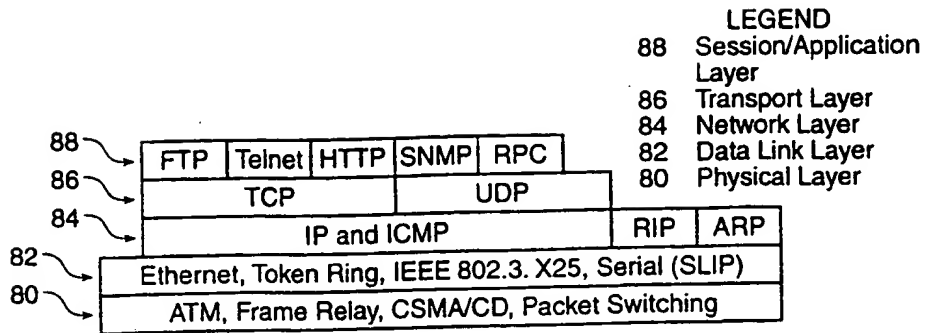 LEGEND
88 Session/Application
Layer
86 Transport Layer
84 Network Layer
82 Data Link Layer
80 Physical Layer
88 FTP Telnet HTTP SNMP RPC
86 TCP UDP
84 IP and ICMP RIP ARP
82 Ethernet, Token Ring, IEEE 802.3. X25, Serial (SLIP)
80 ATM, Frame Relay, CSMA/CD, Packet Switching